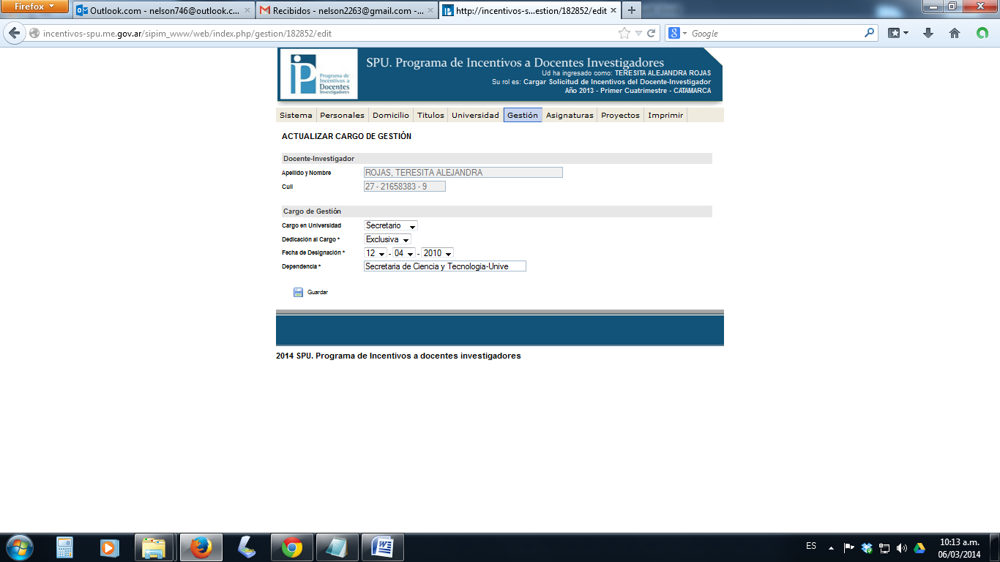 Firefox
Outlook.com - nelson746@outlook.c...
Recibidos - nelson2263@gmail.com -...
http://incentivos-s...estion/182852/edit
incentivos-spu.me.gov.ar/sipim_www/web/index.php/gestion/182852/edit
Google
Programa de
Incentivos a
Docentes
Investigadores
SPU. Programa de Incentivos a Docentes Investigadores
Ud ha ingresado como: TERESITA ALEJANDRA ROJAS
Su rol es: Cargar Solicitud de Incentivos del Docente-Investigador
Año 2013 - Primer Cuatrimestre - CATAMARCA
Sistema Personales Domicilio Titulos Universidad Gestión Asignaturas Proyectos Imprimir
ACTUALIZAR CARGO DE GESTIÓN
Docente-Investigador
Apellido y Nombre ROJAS, TERESITA ALEJANDRA
Cuil 27 - 21658383 - 9
Cargo de Gestión
Cargo en Universidad Secretario
Dedicación al Cargo * Exclusiva
Fecha de Designación * 12 - 04 - 2010
Dependencia * Secretaria de Ciencia y Tecnologia-Unive
Guardar
2014 SPU. Programa de Incentivos a docentes investigadores
ES
10:13 a.m.
06/03/2014